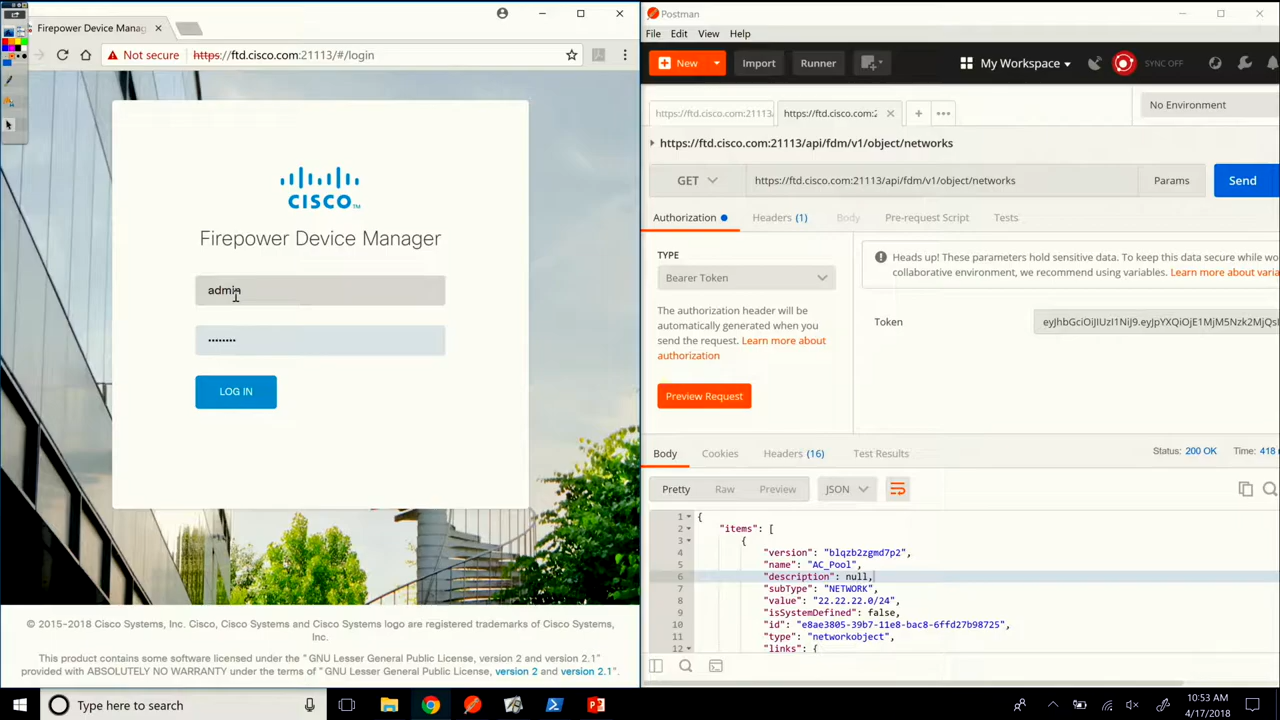 Firepower Device Manag
Not secure
https://ftd.cisco.com:21113/#/login
CISCO
TM
Firepower Device Manager
admin
••••••••
LOG IN
© 2015-2018 Cisco Systems, Inc. Cisco, Cisco Systems and Cisco Systems logo are registered trademarks of Cisco Systems,
Inc.
This product contains some software licensed under the "GNU Lesser General Public License, version 2 and version 2.1"
provided with ABSOLUTELY NO WARRANTY under the terms of "GNU Lesser General Public License, version 2 and version 2.1".
Postman
File Edit View Help
New Import Runner My Workspace SYNC OFF
https://ftd.cisco.com:21113/ https://ftd.cisco.com:2 No Environment
https://ftd.cisco.com:21113/api/fdm/v1/object/networks
GET https://ftd.cisco.com:21113/api/fdm/v1/object/networks Params Send
Authorization Headers (1) Body Pre-request Script Tests
TYPE
Bearer Token
The authorization header will be
automatically generated when you
send the request. Learn more about
authorization
Preview Request
Heads up! These parameters hold sensitive data. To keep this data secure while wo
collaborative environment, we recommend using variables. Learn more about varia
Token eyJhbGciOiJIUzI1NiJ9.eyJpYXQiOjE1MjM5Nzk2MjQs
Body Cookies Headers (16) Test Results Status: 200 OK Time: 418
Pretty Raw Preview JSON
1 {
2 "items": [
3 {
4 "version": "blqzb2zgmd7p2",
5 "name": "AC_Pool",
6 "description": null,
7 "subType": "NETWORK",
8 "value": "22.22.22.0/24",
9 "isSystemDefined": false,
10 "id": "e8ae3805-39b7-11e8-bac8-6ffd27b98725",
11 "type": "networkobject",
12 "links": {
Type here to search
10:53 AM
4/17/2018